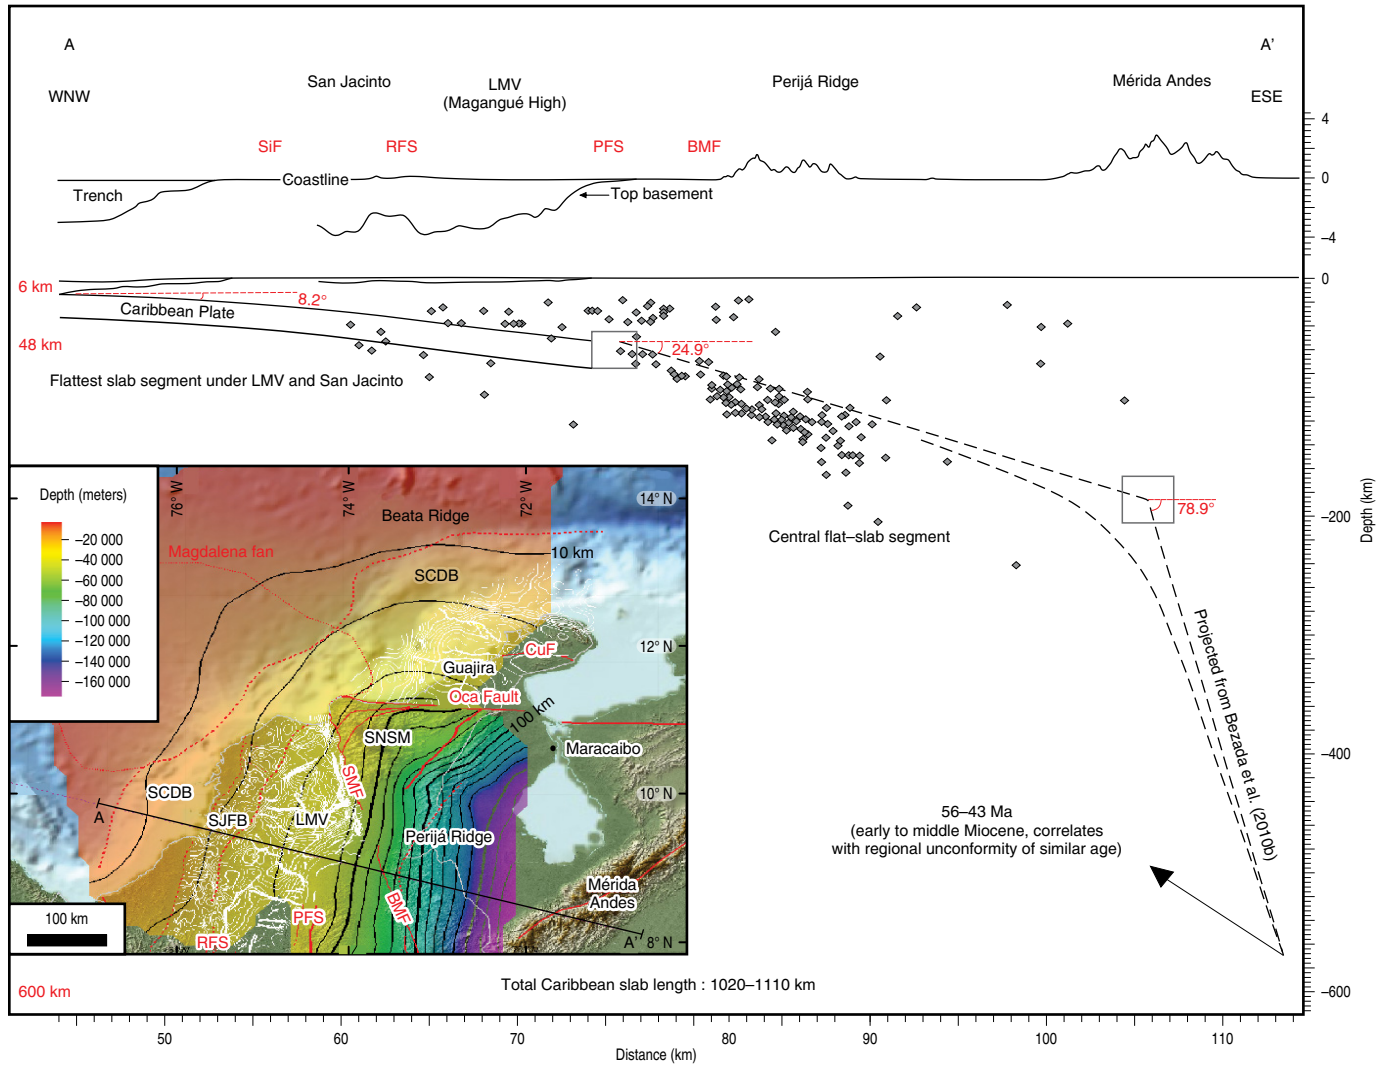 A
A'
WNW
San Jacinto
LMV
(Magangué High)
Perijá Ridge
Mérida Andes
ESE
SiF
RFS
PFS
BMF
4
0
–4
Coastline
Trench
Top basement
0
6 km
8.2°
Caribbean Plate
48 km
24.9°
Flattest slab segment under LMV and San Jacinto
78.9°
–200
Central flat–slab segment
Depth (km)
Projected from Bezada et al. (2010b)
–400
56–43 Ma
(early to middle Miocene, correlates
with regional unconformity of similar age)
Depth (meters)
–20 000
–40 000
–60 000
–80 000
–100 000
–120 000
–140 000
–160 000
76° W
74° W
72° W
14° N
Beata Ridge
Magdalena fan
10 km
SCDB
12° N
CuF
Guajira
Oca Fault
100 km
SNSM
Maracaibo
SMF
SCDB
10° N
A
SJFB
LMV
Perijá Ridge
Mérida
Andes
BMF
100 km
PFS
RFS
A'
8° N
600 km
Total Caribbean slab length : 1020–1110 km
–600
50
60
70
80
90
100
110
Distance (km)